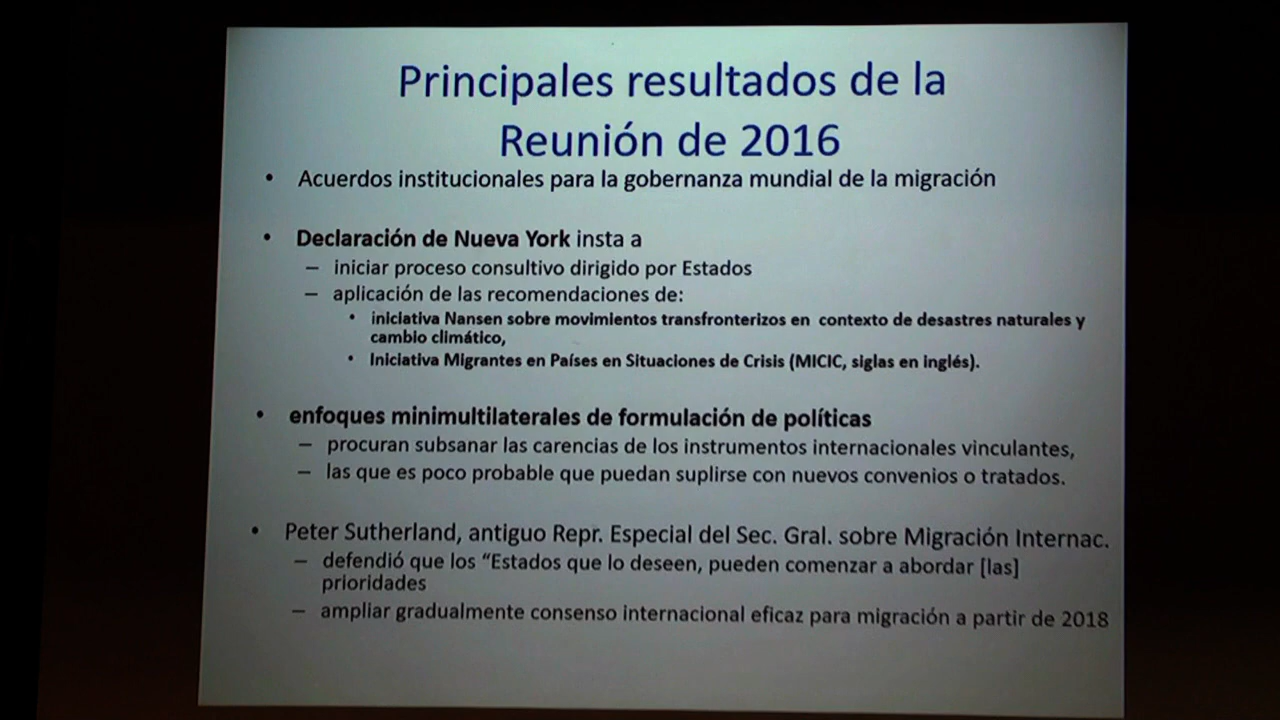 Principales resultados de la
Reunión de 2016
• Acuerdos institucionales para la gobernanza mundial de la migración
• Declaración de Nueva York insta a
– iniciar proceso consultivo dirigido por Estados
– aplicación de las recomendaciones de:
• iniciativa Nansen sobre movimientos transfronterizos en contexto de desastres naturales y
cambio climático,
• Iniciativa Migrantes en Países en Situaciones de Crisis (MICIC, siglas en inglés).
• enfoques minimultilaterales de formulación de políticas
– procuran subsanar las carencias de los instrumentos internacionales vinculantes,
– las que es poco probable que puedan suplirse con nuevos convenios o tratados.
• Peter Sutherland, antiguo Repr. Especial del Sec. Gral. sobre Migración Internac.
– defendió que los “Estados que lo deseen, pueden comenzar a abordar [las]
prioridades
– ampliar gradualmente consenso internacional eficaz para migración a partir de 2018